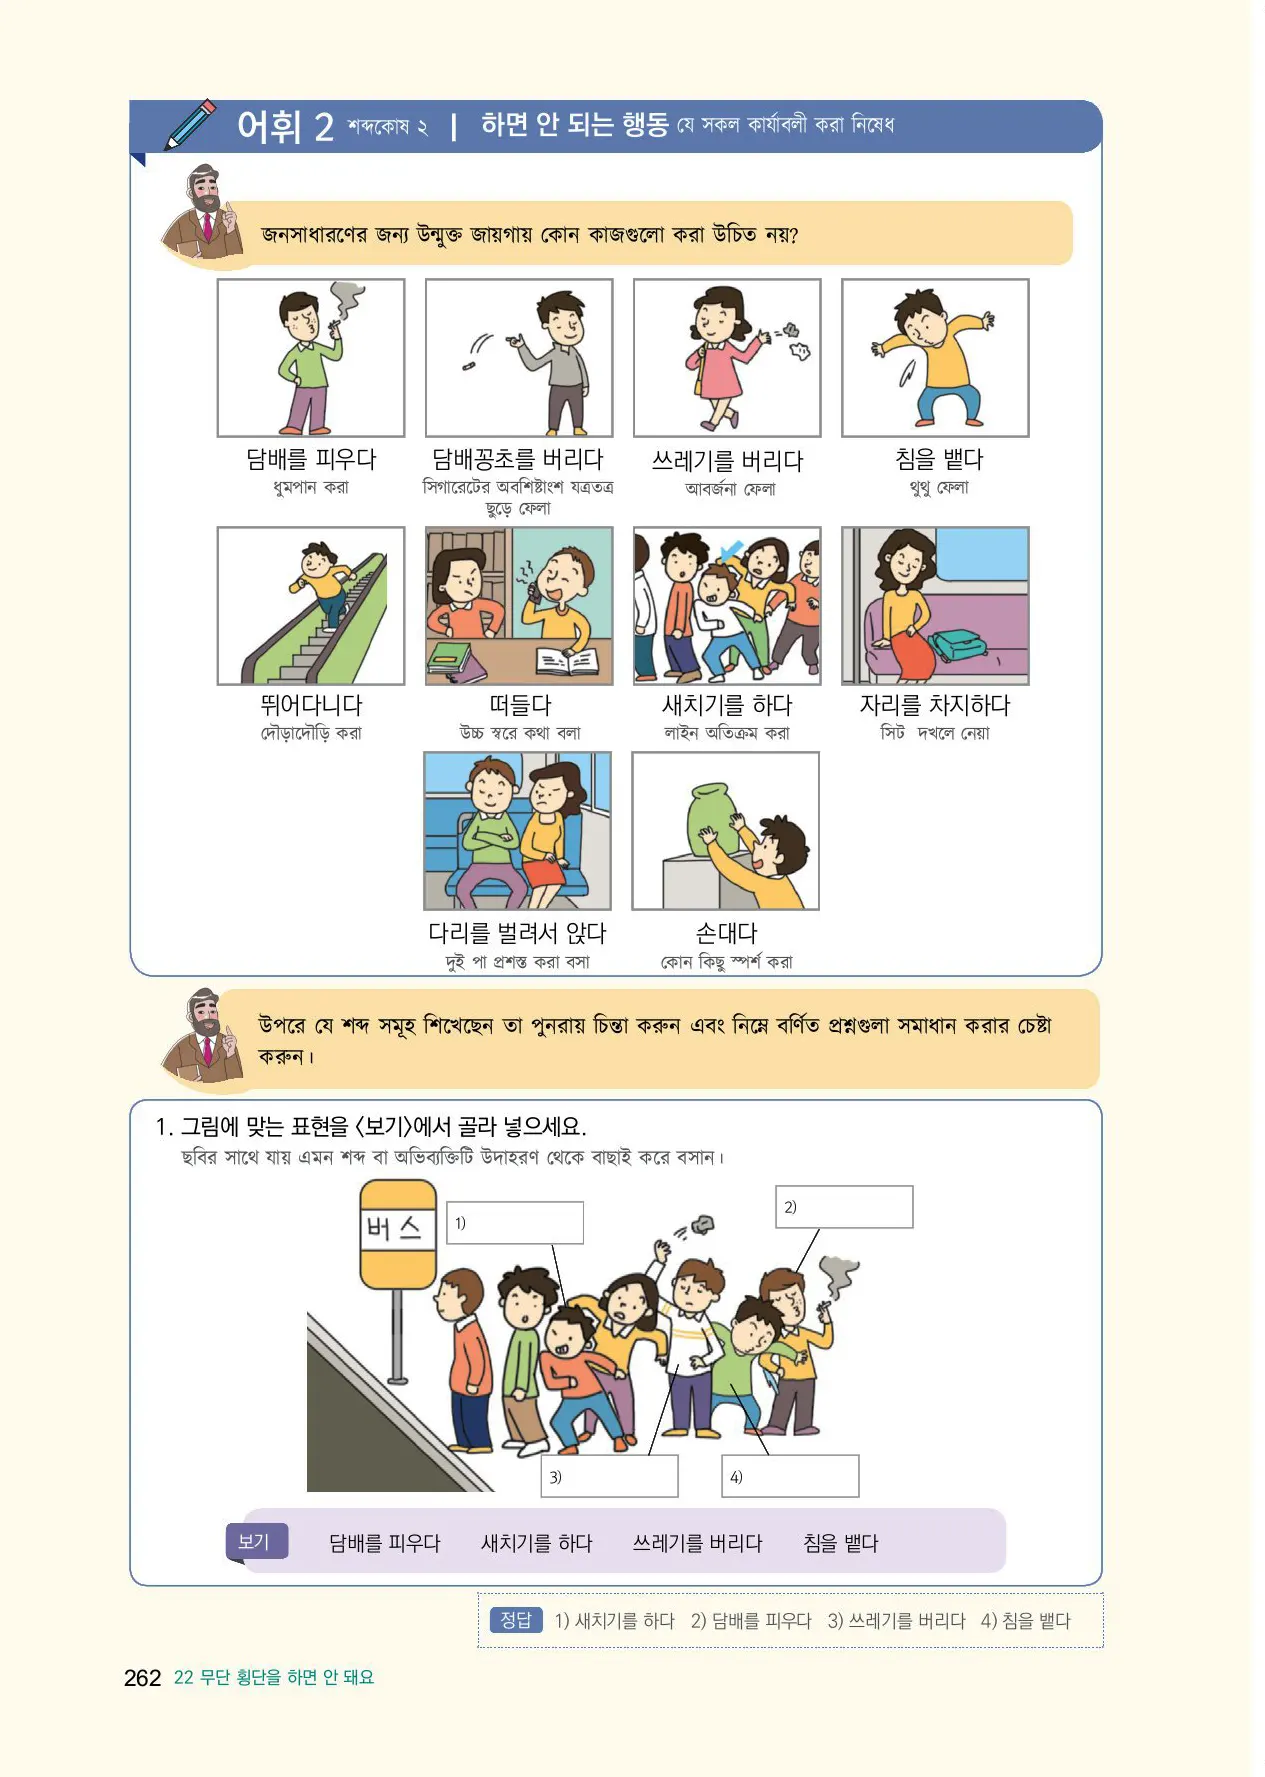 어휘 2 শব্দকোষ ২ | 하면 안 되는 행동 যে সকল কার্যাবলী করা নিষেধ
জনসাধারণের জন্য উন্মুক্ত জায়গায় কোন কাজগুলো করা উচিত নয়?
담배를 피우다 담배꽁초를 버리다 쓰레기를 버리다 침을 뱉다
ধুমপান করা সিগারেটের অবশিষ্টাংশ যত্রতত্র আবর্জনা ফেলা থুথু ফেলা
ছুড়ে ফেলা
뛰어다니다 떠들다 새치기를 하다 자리를 차지하다
দৌড়াদৌড়ি করা উচ্চ স্বরে কথা বলা লাইন অতিক্রম করা সিট দখলে নেয়া
다리를 벌려서 앉다 손대다
দুই পা প্রশস্ত করা বসা কোন কিছু স্পর্শ করা
উপরে যে শব্দ সমূহ শিখেছেন তা পুনরায় চিন্তা করুন এবং নিম্নে বর্ণিত প্রশ্নগুলা সমাধান করার চেষ্টা
করুন।
1. 그림에 맞는 표현을 〈보기〉에서 골라 넣으세요.
ছবির সাথে যায় এমন শব্দ বা অভিব্যক্তিটি উদাহরণ থেকে বাছাই করে বসান।
버스
1)
2)
3)
4)
보기 담배를 피우다 새치기를 하다 쓰레기를 버리다 침을 뱉다
정답 1) 새치기를 하다 2) 담배를 피우다 3) 쓰레기를 버리다 4) 침을 뱉다
262 22 무단 횡단을 하면 안 돼요